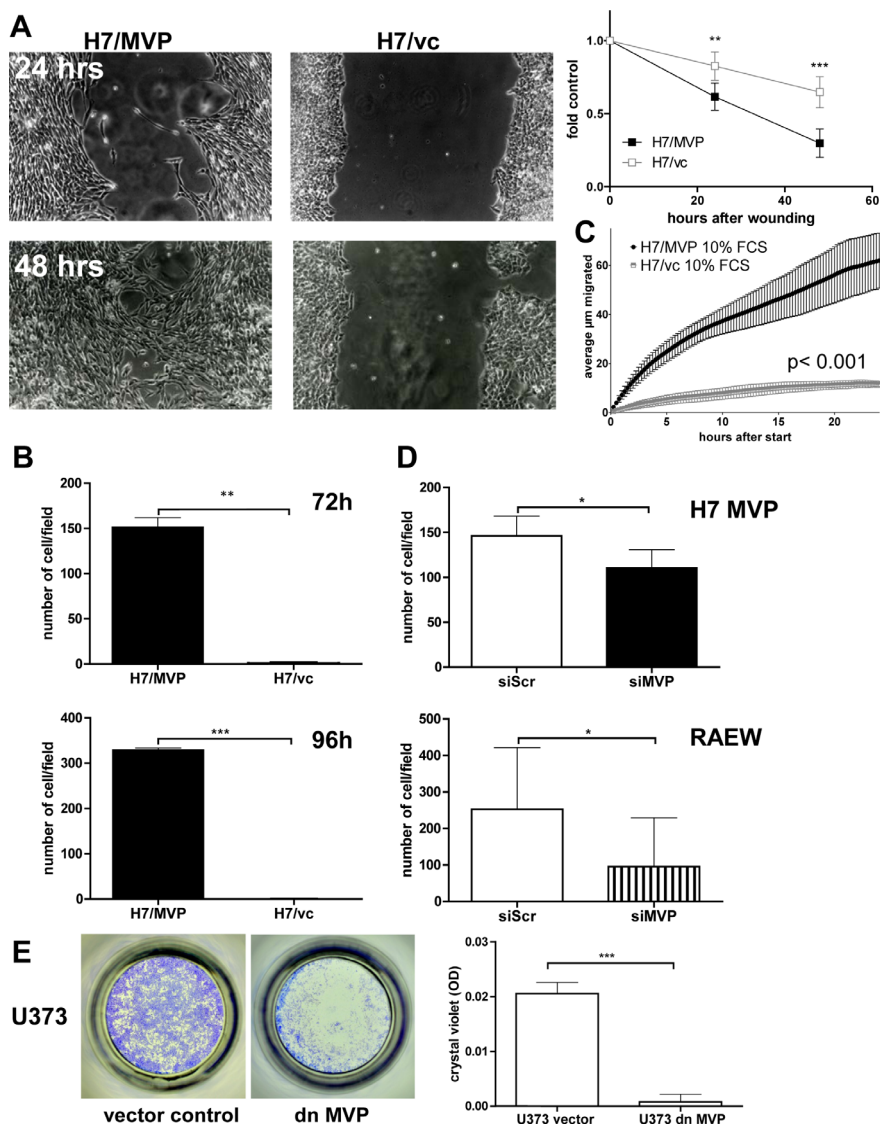 A
H7/MVP
H7/vc
24 hrs
48 hrs
fold control
1.0
0.5
0.0
**
***
H7/MVP
H7/vc
0 20 40 60
hours after wounding
C
average µm migrated
60
40
20
0
H7/MVP 10% FCS
H7/vc 10% FCS
p< 0.001
0 5 10 15 20
hours after start
B
number of cell/field
200
150
100
50
0
**
72h
H7/MVP H7/vc
number of cell/field
400
300
200
100
0
***
96h
H7/MVP H7/vc
D
number of cell/field
200
150
100
50
0
*
H7 MVP
siScr siMVP
number of cell/field
500
400
300
200
100
0
*
RAEW
siScr siMVP
E
U373
vector control dn MVP
crystal violet (OD)
0.03
0.02
0.01
0.00
***
U373 vector U373 dn MVP